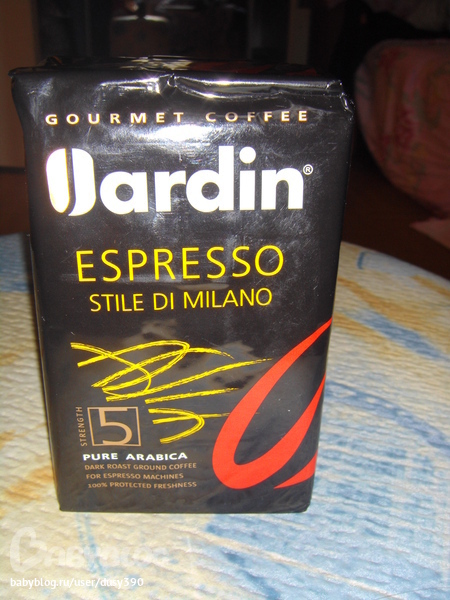 GOURMET COFFEE
Jardin®
ESPRESSO
STILE DI MILANO
STRENGTH
5
PURE ARABICA
DARK ROAST GROUND COFFEE
FOR ESPRESSO MACHINES
100% PROTECTED FRESHNESS
babyblog.ru/user/dmy390